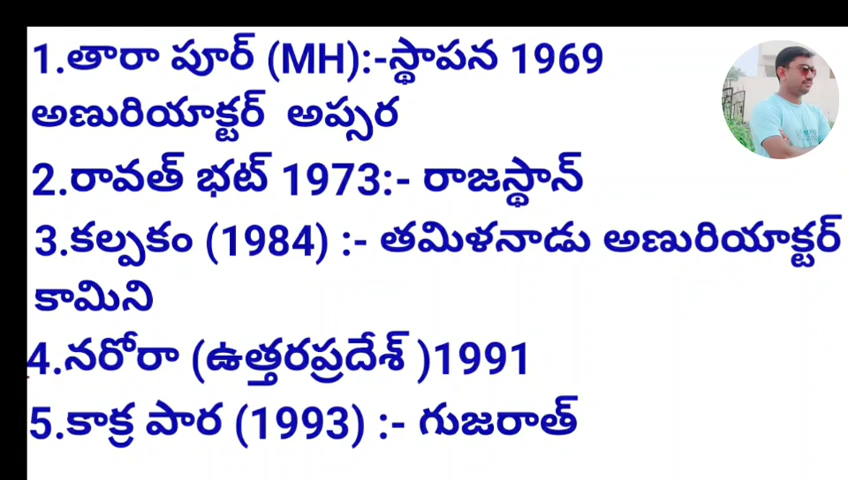 1.తారా పూర్ (MH):-స్థాపన 1969
అణురియాక్టర్ అప్సర
2.రావత్ భట్ 1973:- రాజస్థాన్
3.కల్పకం (1984) :- తమిళనాడు అణురియాక్టర్
కామిని
4.నరోరా (ఉత్తరప్రదేశ్ )1991
5.కాక్ర పార (1993) :- గుజరాత్